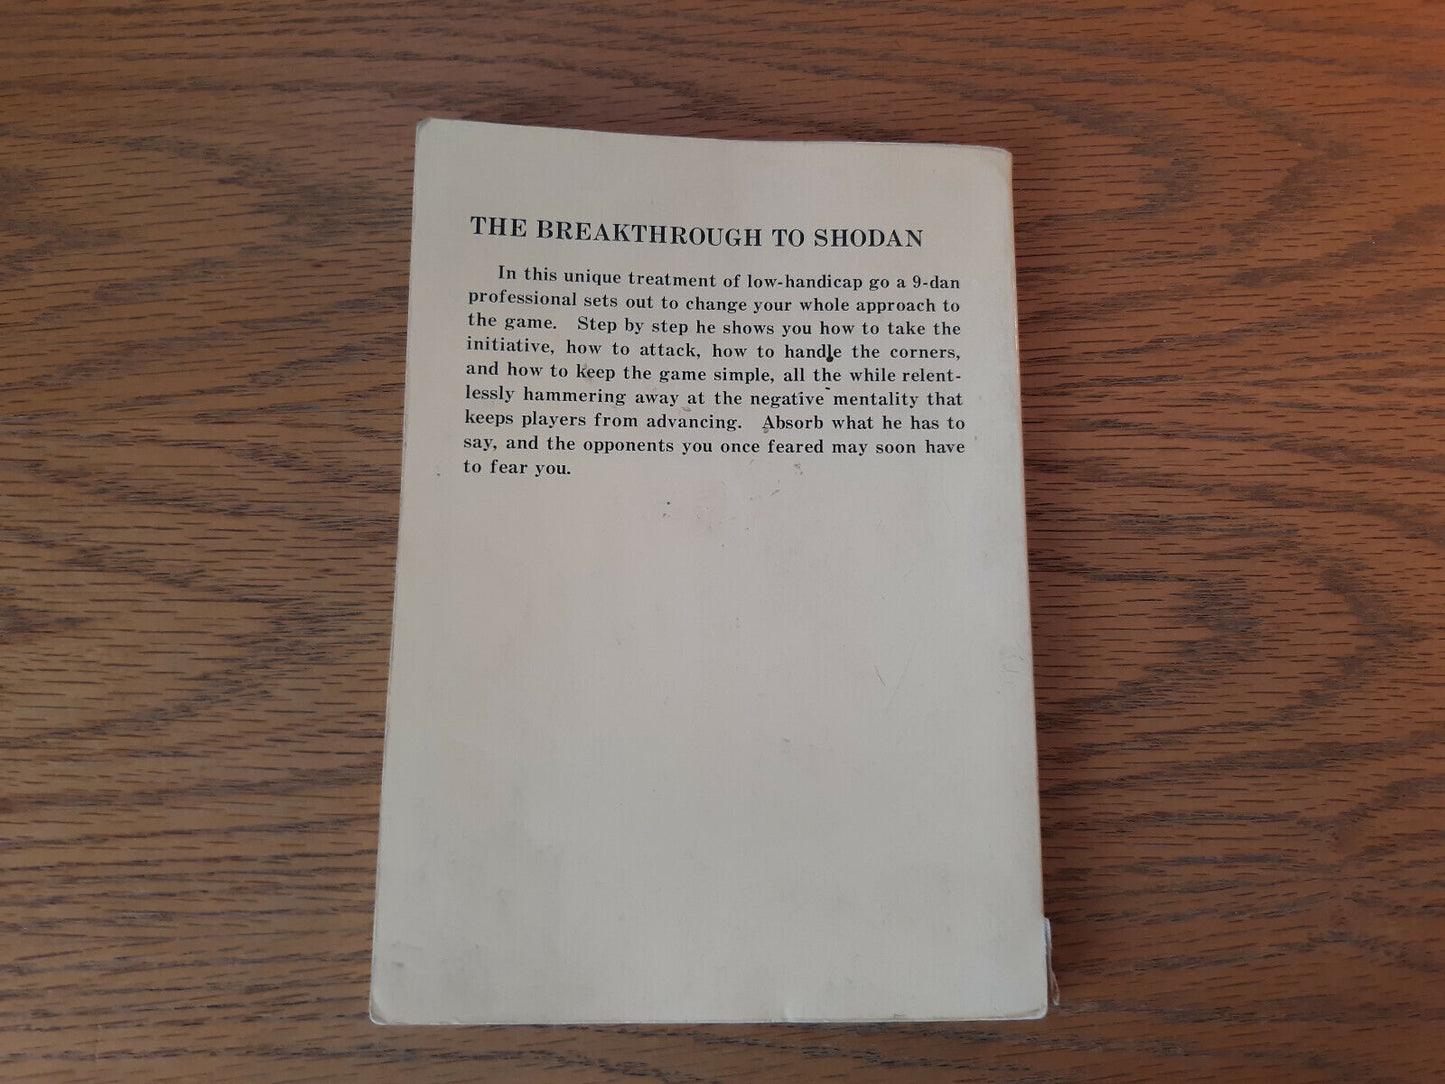 THE BREAKTHROUGH TO SHODAN
In this unique treatment of low-handicap go a 9-dan
professional sets out to change your whole approach to
the game. Step by step he shows you how to take the
initiative, how to attack, how to handle the corners,
and how to keep the game simple, all the while relent-
lessly hammering away at the negative mentality that
keeps players from advancing. Absorb what he has to
say, and the opponents you once feared may soon have
to fear you.